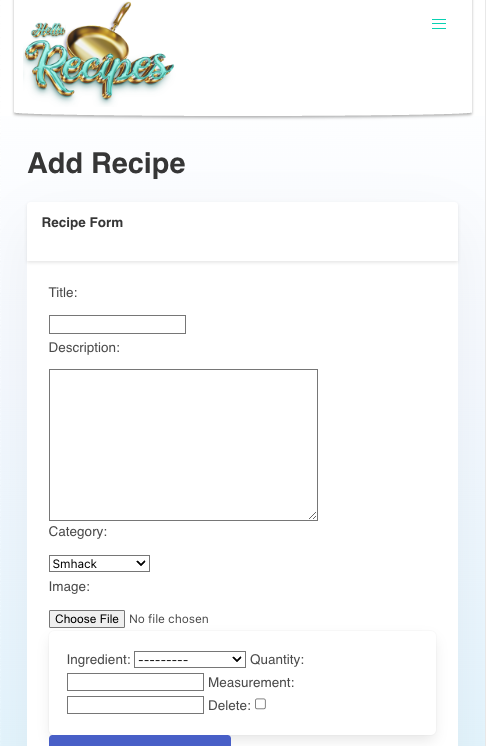 Hello
Recipes
Add Recipe
Recipe Form
Title:
Description:
Category:
Smhack
Image:
Choose File No file chosen
Ingredient: --------- Quantity:
Measurement:
Delete: